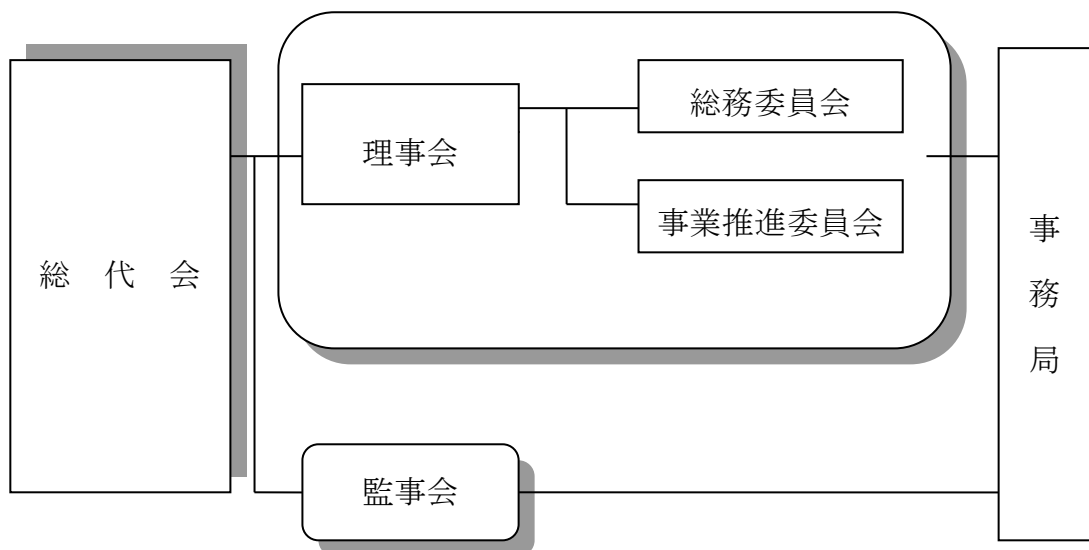 総務委員会
理事会
事業推進委員会
総　代　会
事務局
監事会